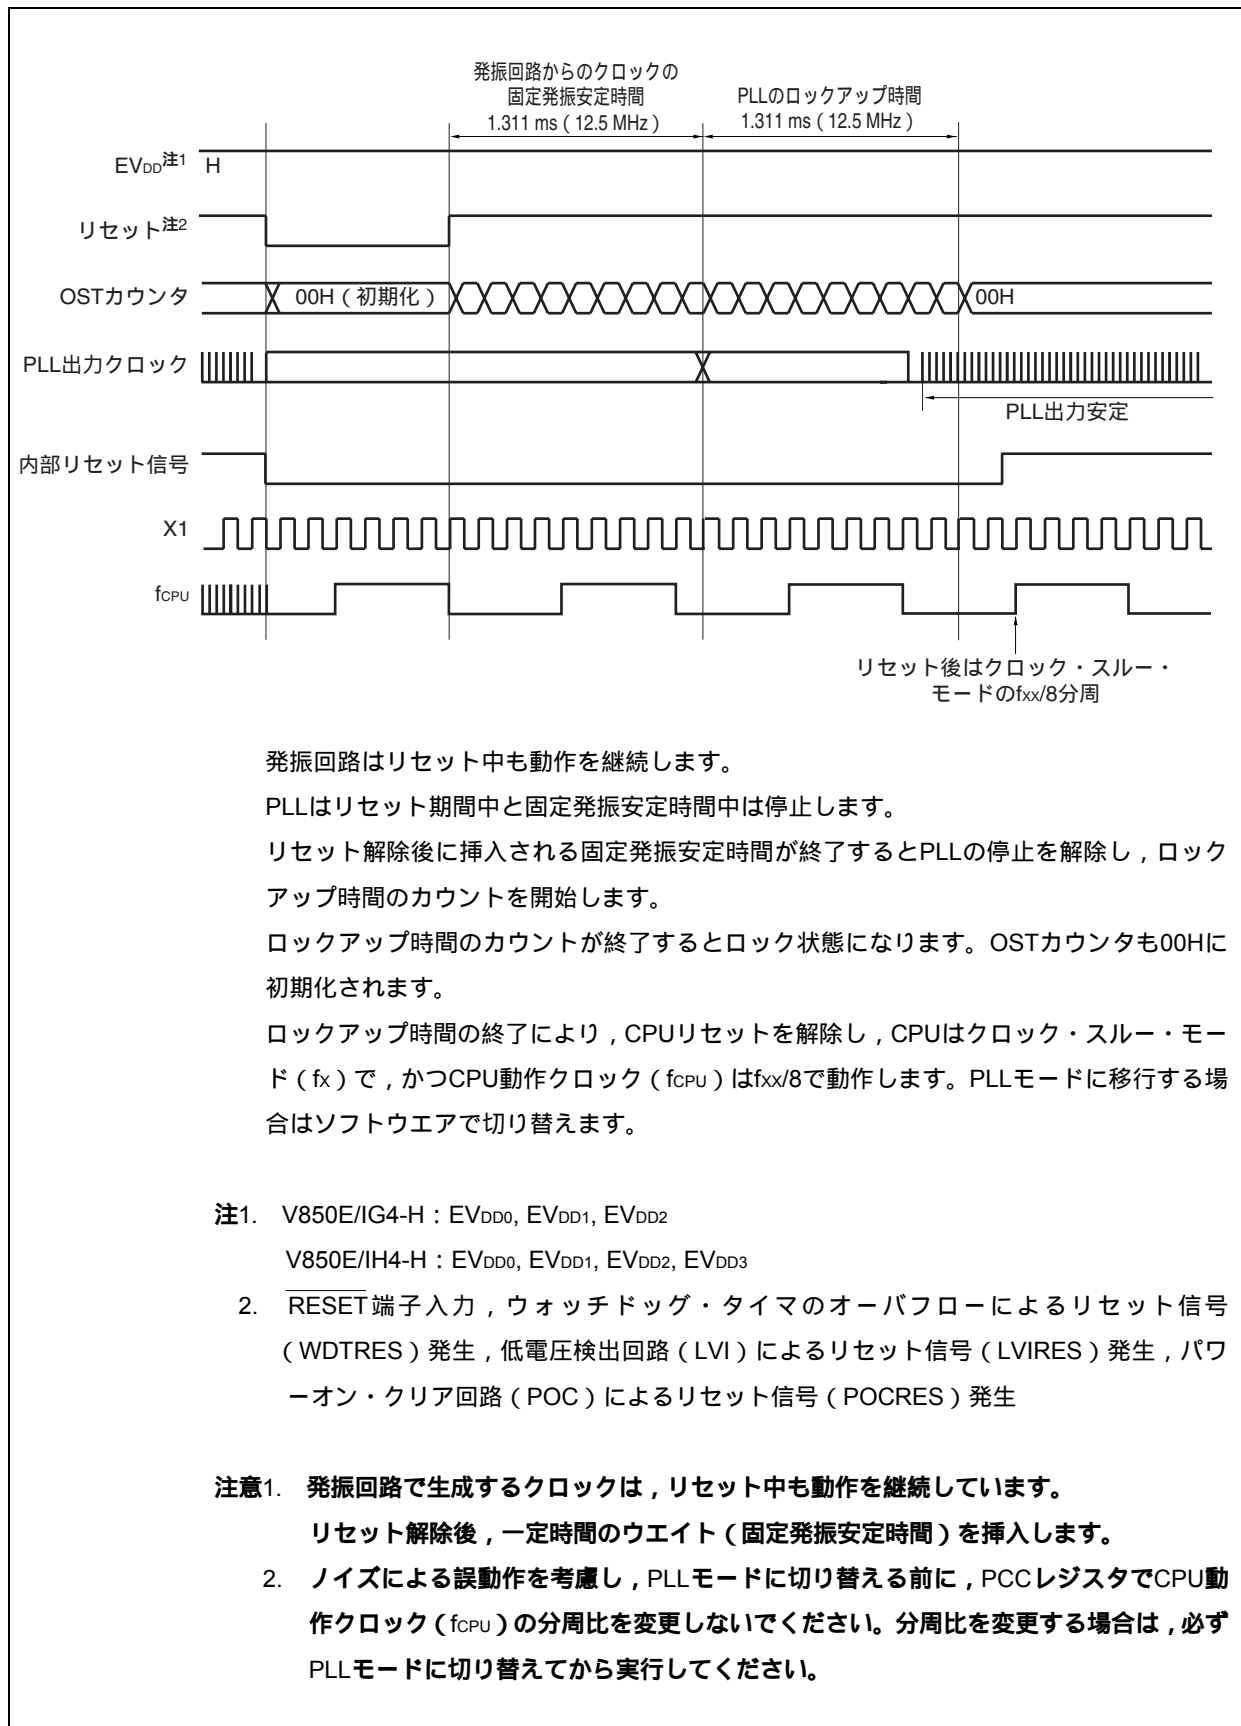 発振回路からのクロックの
固定発振安定時間
1.311 ms ( 12.5 MHz )
PLLのロックアップ時間
1.311 ms ( 12.5 MHz )
EVDD注1 H
リセット注2
OSTカウンタ 00H ( 初期化 ) 00H
PLL出力クロック
PLL出力安定
内部リセット信号
X1
fCPU
リセット後はクロック・スルー・
モードのfXX/8分周
発振回路はリセット中も動作を継続します。
PLLはリセット期間中と固定発振安定時間中は停止します。
リセット解除後に挿入される固定発振安定時間が終了するとPLLの停止を解除し，ロック
アップ時間のカウントを開始します。
ロックアップ時間のカウントが終了するとロック状態になります。OSTカウンタも00Hに
初期化されます。
ロックアップ時間の終了により，CPUリセットを解除し，CPUはクロック・スルー・モー
ド（fX）で，かつCPU動作クロック（fCPU）はfXX/8で動作します。PLLモードに移行する場
合はソフトウエアで切り替えます。
注1. V850E/IG4-H：EVDD0, EVDD1, EVDD2
V850E/IH4-H：EVDD0, EVDD1, EVDD2, EVDD3
2. RESET端子入力，ウォッチドッグ・タイマのオーバフローによるリセット信号
（WDTRES）発生，低電圧検出回路（LVI）によるリセット信号（LVIRES）発生，パワ
ーオン・クリア回路（POC）によるリセット信号（POCRES）発生
注意1. 発振回路で生成するクロックは，リセット中も動作を継続しています。
リセット解除後，一定時間のウエイト（固定発振安定時間）を挿入します。
2. ノイズによる誤動作を考慮し，PLLモードに切り替える前に，PCCレジスタでCPU動
作クロック（fCPU）の分周比を変更しないでください。分周比を変更する場合は，必ず
PLLモードに切り替えてから実行してください。